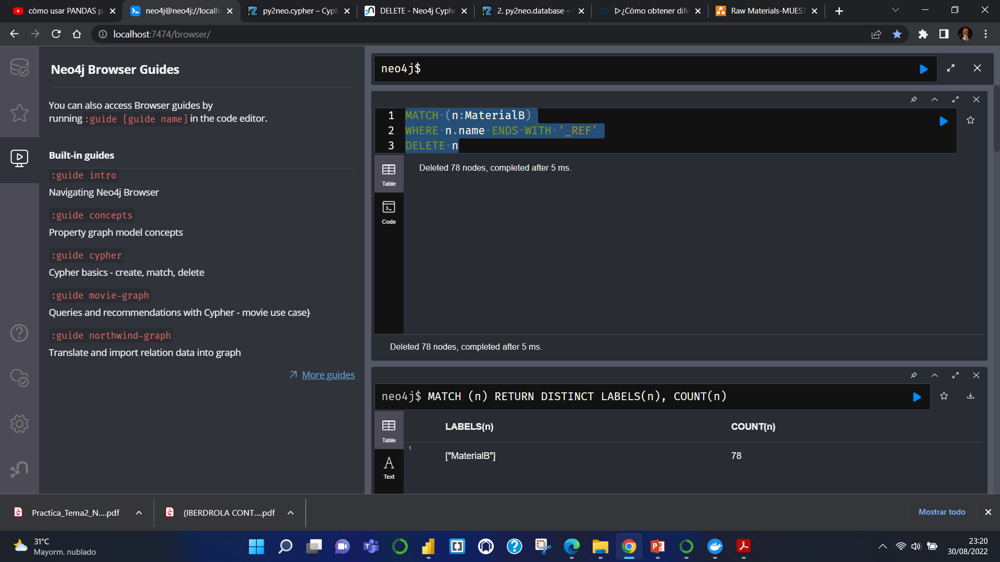 cómo usar PANDAS p
neo4j@neo4j://localh
py2neo.cypher – Cyph
DELETE - Neo4j Cyphe
2. py2neo.database –
ᐅ¿Cómo obtener dife
Raw Materials-MUEST
localhost:7474/browser/
Neo4j Browser Guides
You can also access Browser guides by
running :guide [guide name] in the code editor.
Built-in guides
:guide intro
Navigating Neo4j Browser
:guide concepts
Property graph model concepts
:guide cypher
Cypher basics - create, match, delete
:guide movie-graph
Queries and recommendations with Cypher - movie use case}
:guide northwind-graph
Translate and import relation data into graph
More guides
neo4j$
1 MATCH (n:MaterialB)
2 WHERE n.name ENDS WITH '_REF'
3 DELETE n
Table
Deleted 78 nodes, completed after 5 ms.
Code
Deleted 78 nodes, completed after 5 ms.
neo4j$ MATCH (n) RETURN DISTINCT LABELS(n), COUNT(n)
Table
LABELS(n) COUNT(n)
1
["MaterialB"] 78
A
Text
Practica_Tema2_N....pdf
(IBERDROLA CONT....pdf
Mostrar todo
31°C
Mayorm. nublado
23:20
30/08/2022